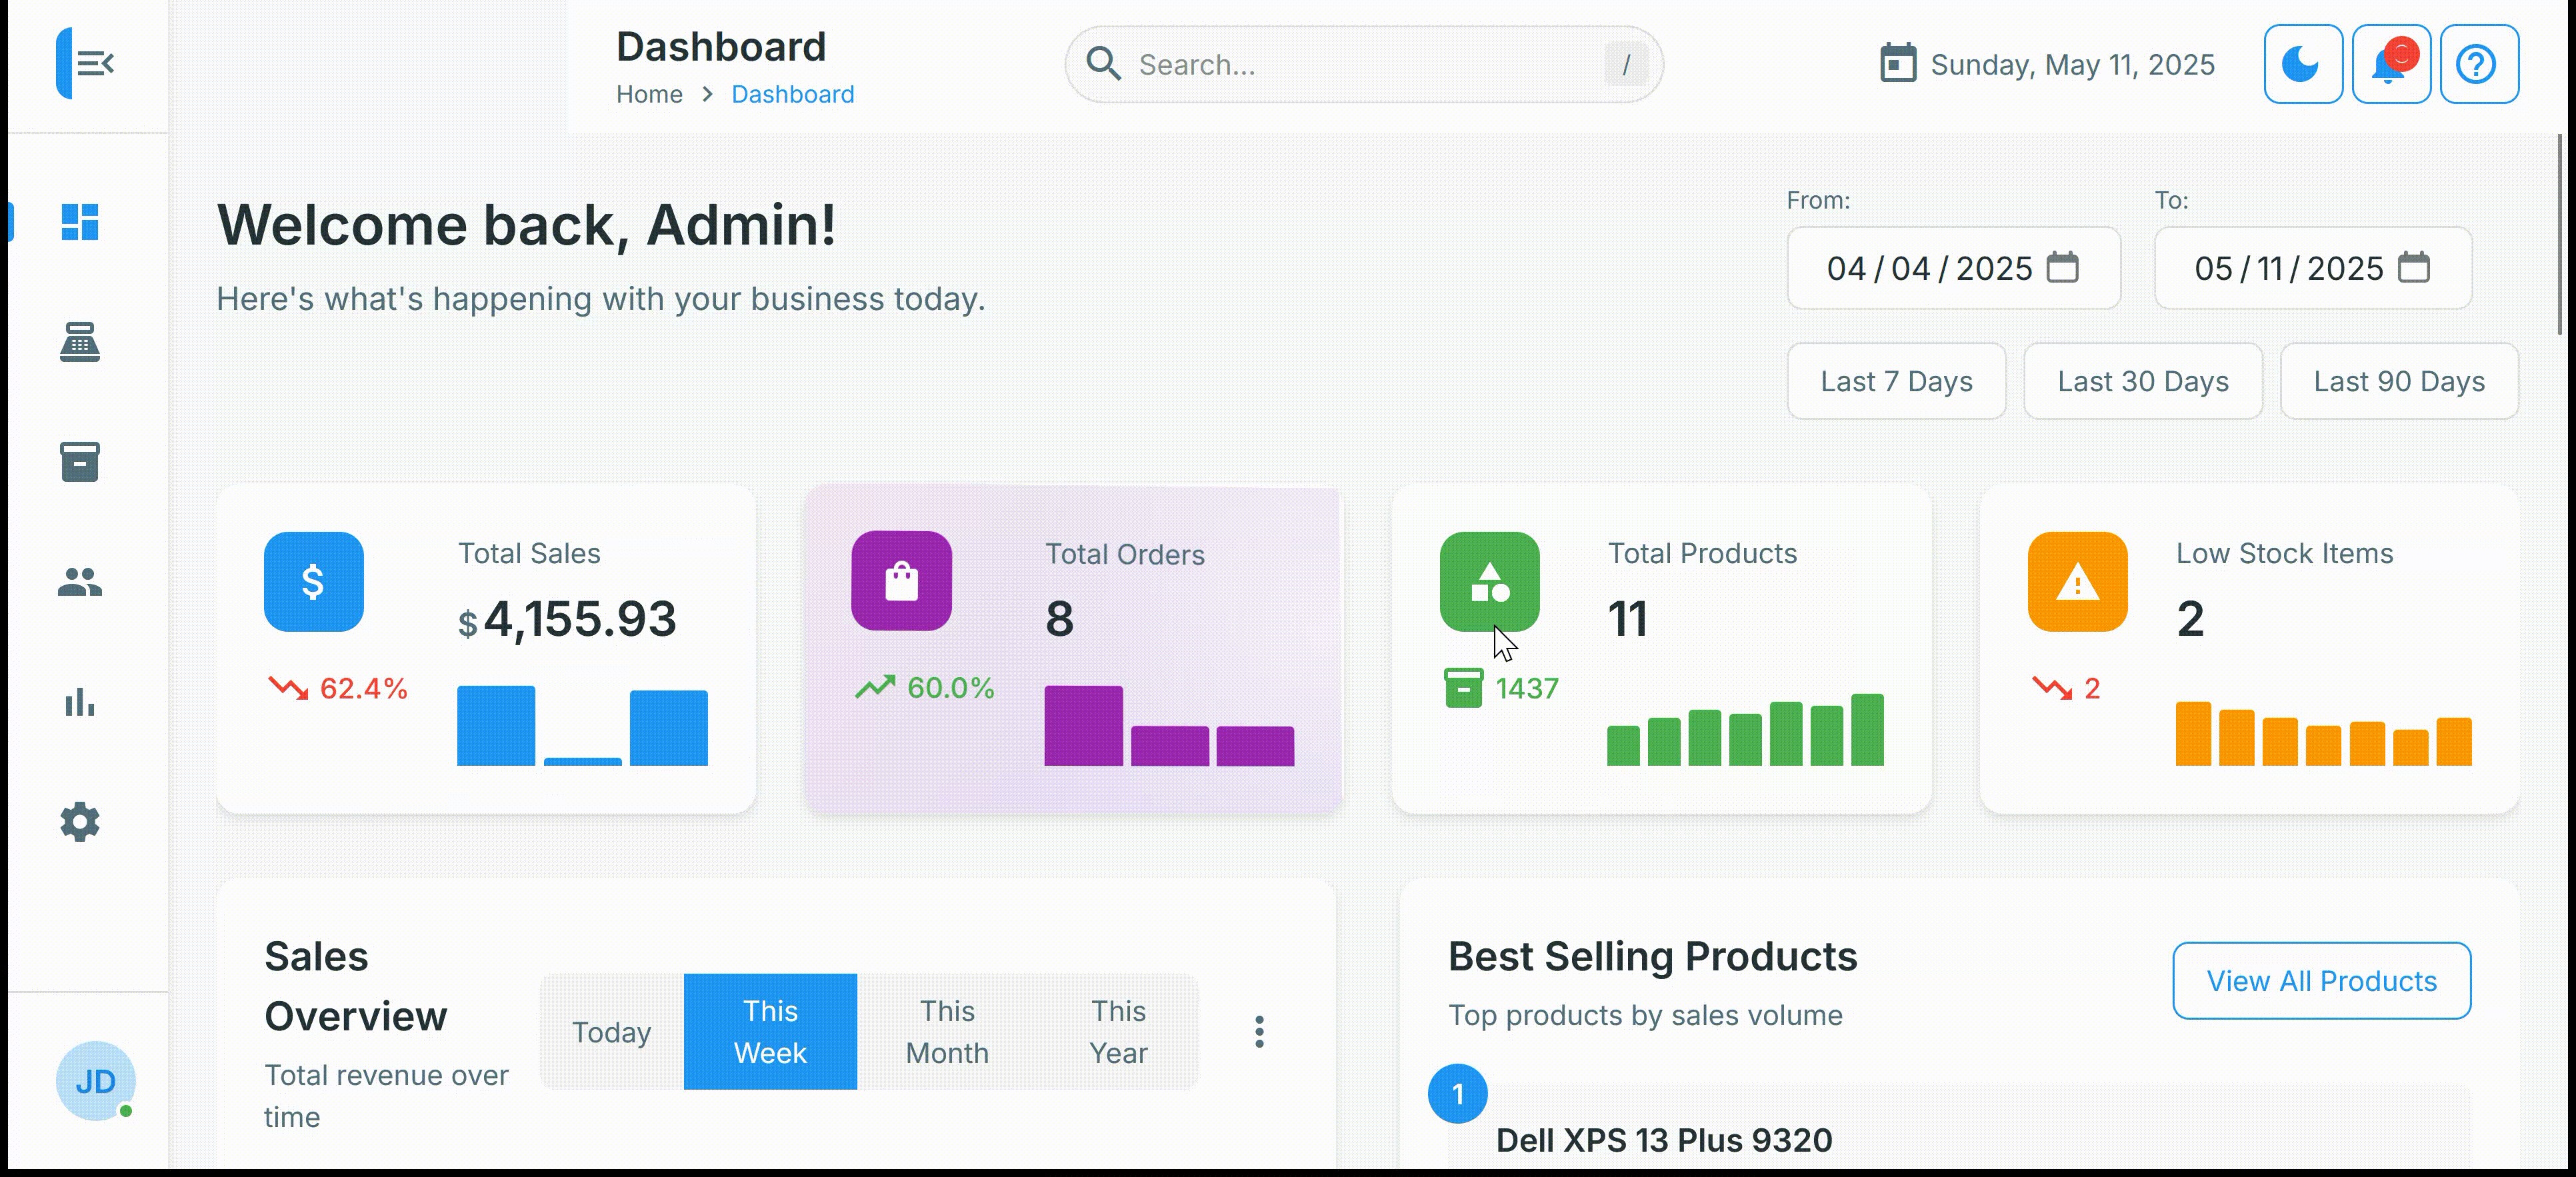 Dashboard
Home > Dashboard
Search...
/
Sunday, May 11, 2025
Welcome back, Admin!
Here's what's happening with your business today.
From:
04/04/2025
To:
05/11/2025
Last 7 Days
Last 30 Days
Last 90 Days
$
Total Sales
$4,155.93
62.4%
Total Orders
8
60.0%
Total Products
11
1437
Low Stock Items
2
2
Sales
Overview
Total revenue over
time
Today
This
Week
This
Month
This
Year
Best Selling Products
Top products by sales volume
View All Products
1
Dell XPS 13 Plus 9320
JD